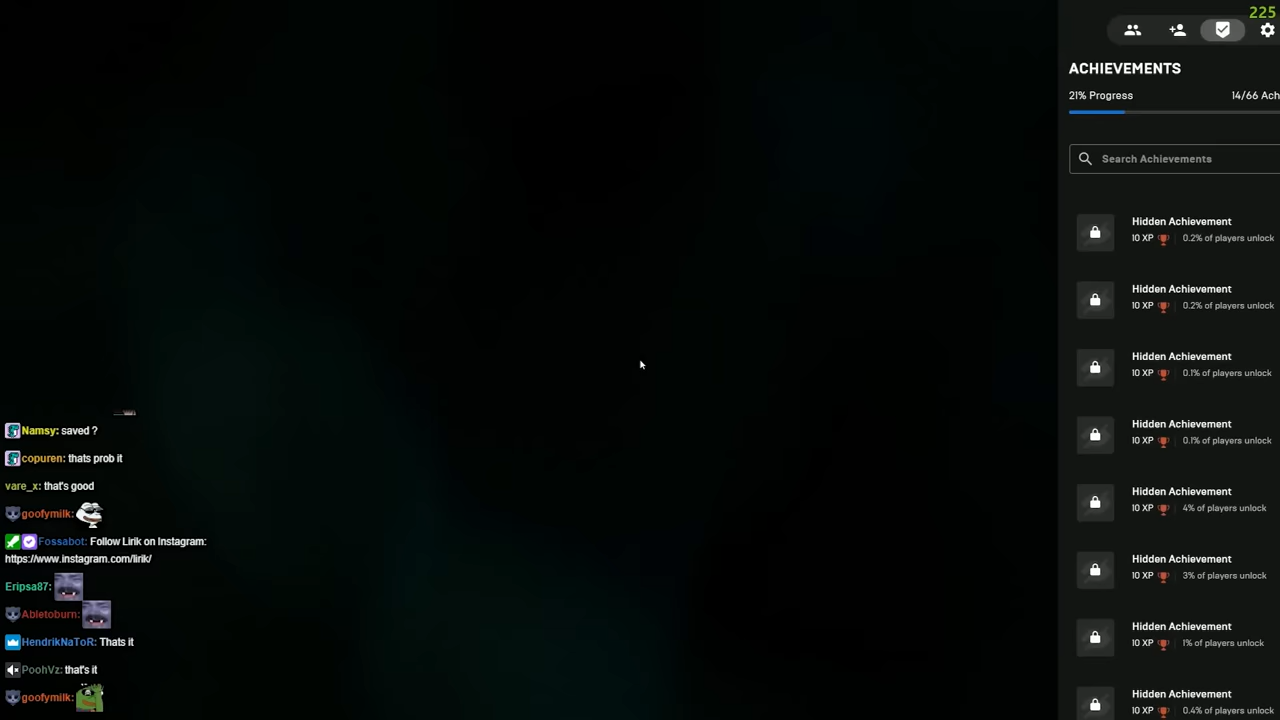 225
ACHIEVEMENTS
21% Progress
14/66 Ach
Search Achievements
Hidden Achievement
10 XP 0.2% of players unlock
Hidden Achievement
10 XP 0.2% of players unlock
Hidden Achievement
10 XP 0.1% of players unlock
Hidden Achievement
10 XP 0.1% of players unlock
Hidden Achievement
10 XP 4% of players unlock
Hidden Achievement
10 XP 3% of players unlock
Hidden Achievement
10 XP 1% of players unlock
Hidden Achievement
10 XP 0.4% of players unlock
Namsy: saved ?
copuren: thats prob it
vare_x: that's good
goofymilk:
Fossabot: Follow Lirik on Instagram:
https://www.instagram.com/lirik/
Eripsa87:
Abletoburn:
HendrikNaToR: Thats it
PoohVz: that's it
goofymilk: